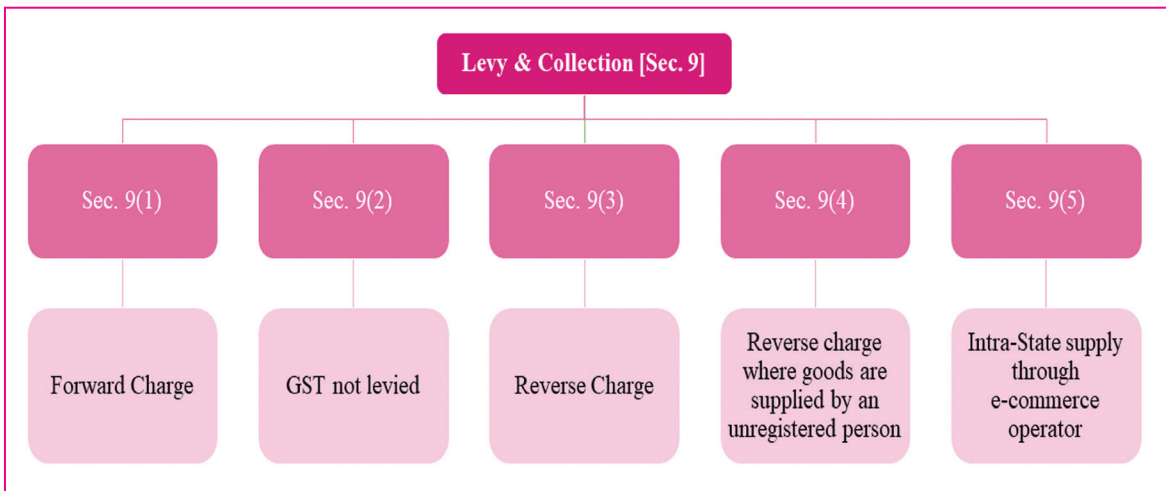 Levy & Collection [Sec. 9]
Sec. 9(1)
Sec. 9(2)
Sec. 9(3)
Sec. 9(4)
Sec. 9(5)
Forward Charge
GST not levied
Reverse Charge
Reverse charge
where goods are
supplied by an
unregistered person
Intra-State supply
through
e-commerce
operator